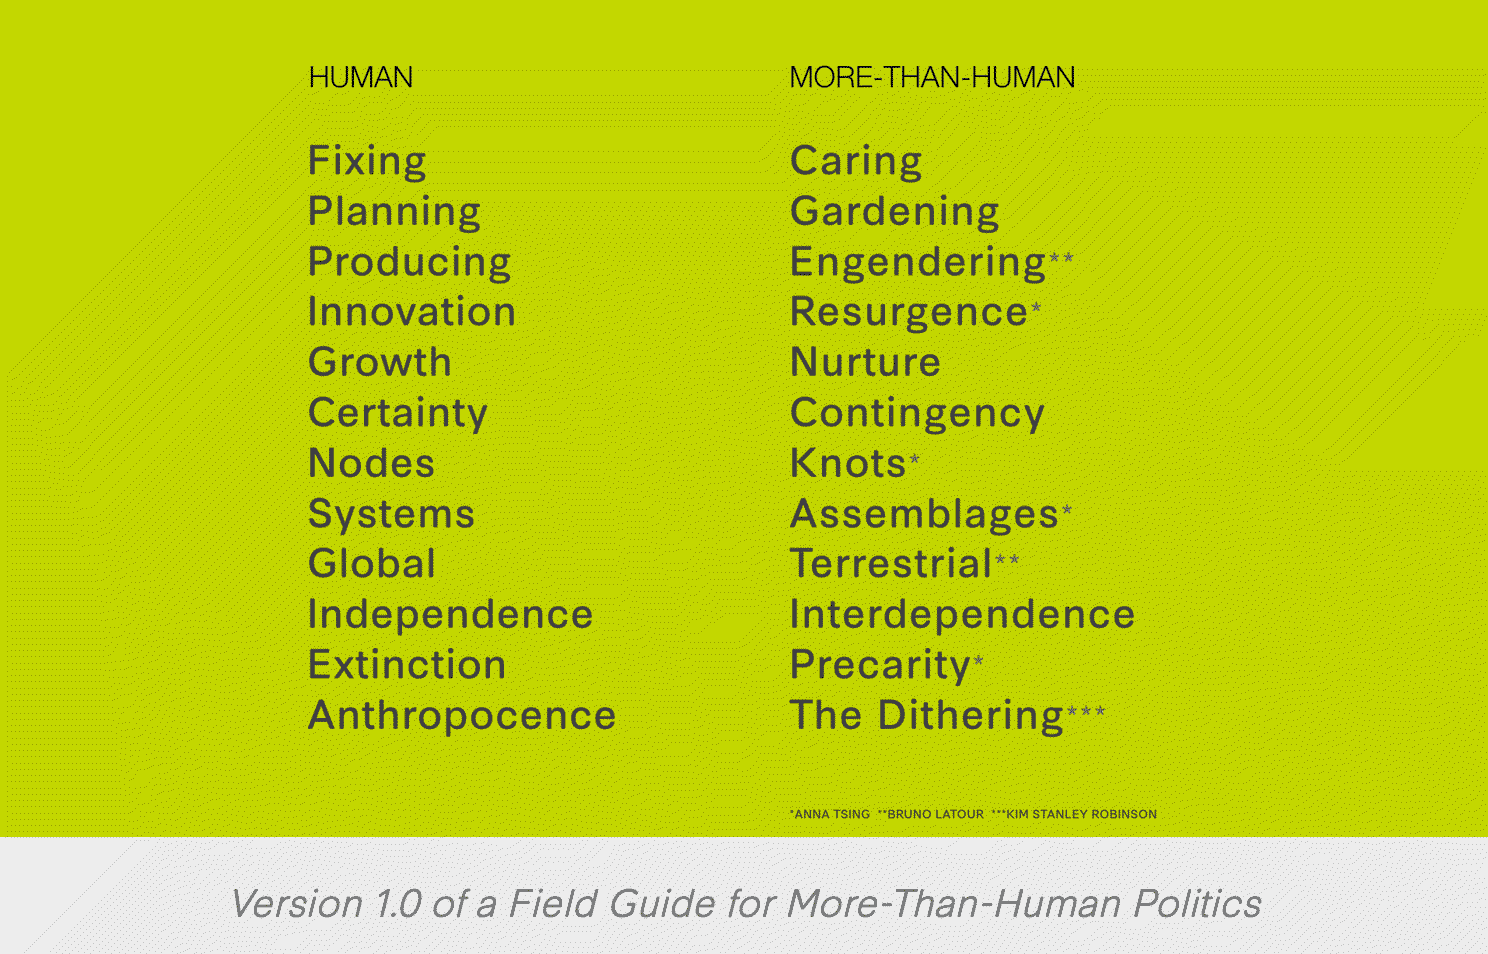 HUMAN
MORE-THAN-HUMAN
Fixing
Planning
Producing
Innovation
Growth
Certainty
Nodes
Systems
Global
Independence
Extinction
Anthropocence
Caring
Gardening
Engendering**
Resurgence*
Nurture
Contingency
Knots*
Assemblages*
Terrestrial**
Interdependence
Precarity*
The Dithering***
*ANNA TSING **BRUNO LATOUR ***KIM STANLEY ROBINSON
Version 1.0 of a Field Guide for More-Than-Human Politics